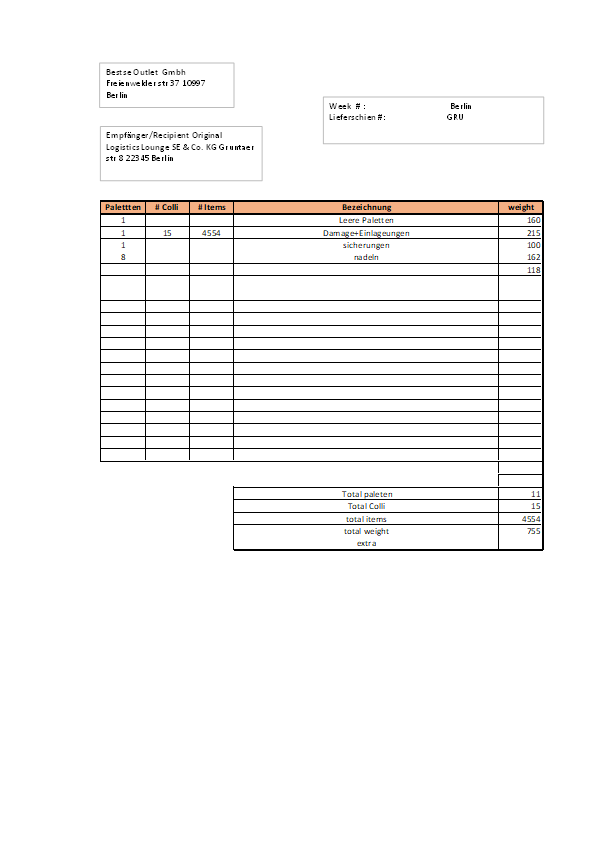 Bestse Outlet Gmbh
Freienwelder str 37 10997
Berlin
Week # : Berlin
Lieferschien #: GRU
Empfänger/Recipient Original
Logistics Lounge SE & Co. KG Gruntaer
str 8 22345 Berlin
Palettten # Colli # Items Bezeichnung weight
1 Leere Paletten 160
1 15 4554 Damage+Einlageungen 215
1 sicherungen 100
8 nadeln 162
118
Total paleten 11
Total Colli 15
total items 4554
total weight 755
extra